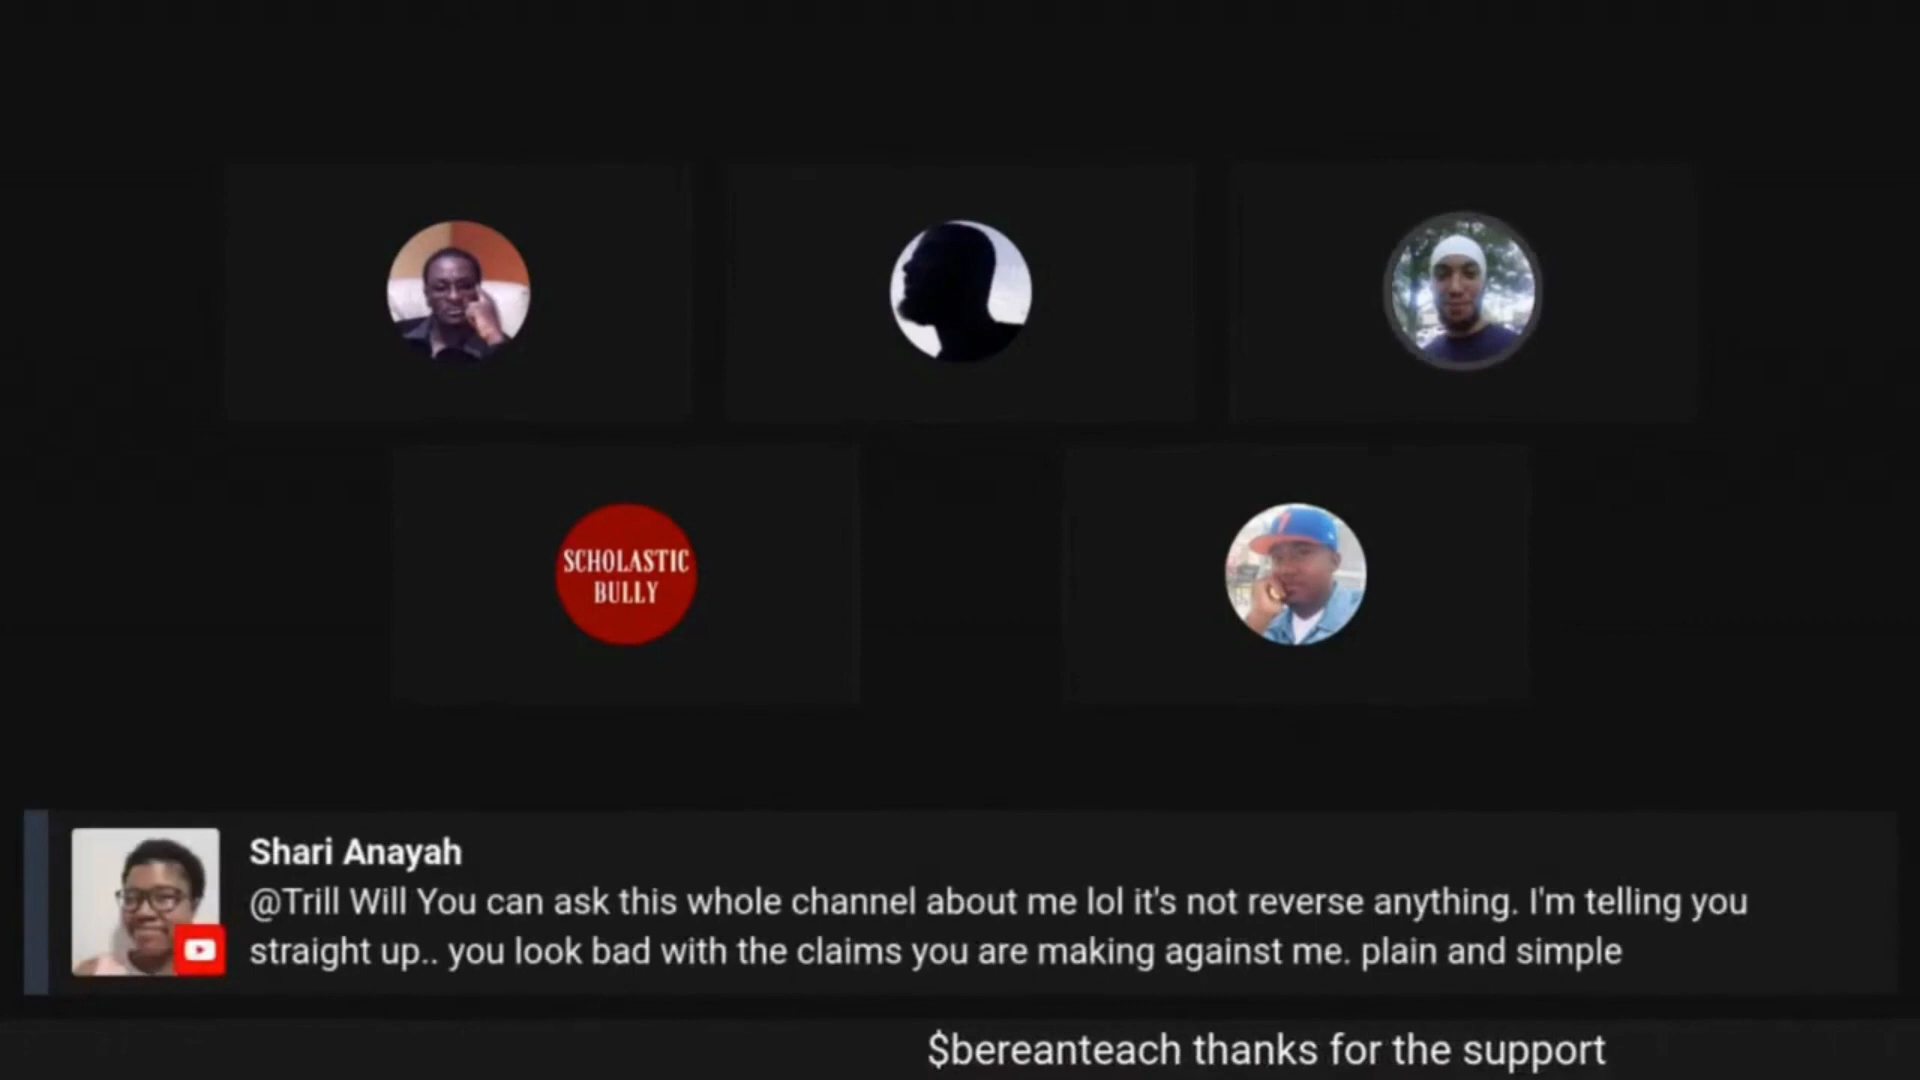 SCHOLASTIC
BULLY
Shari Anayah
@Trill Will You can ask this whole channel about me lol it's not reverse anything. I'm telling you
straight up.. you look bad with the claims you are making against me. plain and simple
$bereanteach thanks for the support